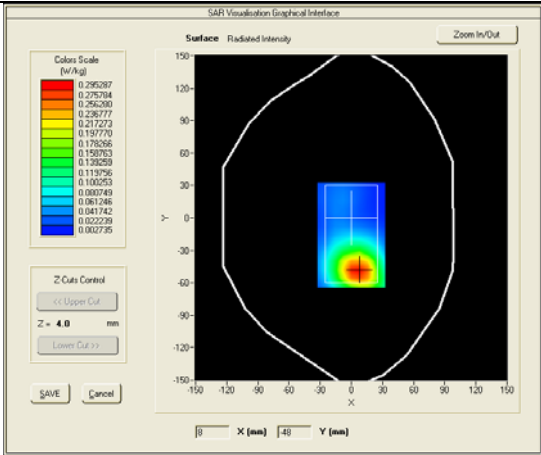 SAR Visualisation Graphical Interface
Surface Radiated Intensity
Zoom In/Out
Colors Scale
(W/kg)
0.295287
0.275784
0.256280
0.236777
0.217273
0.197770
0.178266
0.158763
0.139259
0.119756
0.100253
0.080749
0.061246
0.041742
0.022239
0.002735
Z-Cuts Control
<< Upper Cut
Z = 4.0 mm
Lower Cut >>
SAVE Cancel
150
120
90
60
30
0
-30
-60
-90
-120
-150
Y
-150 -120 -90 -60 -30 0 30 60 90 120 150
X
8 X (mm) -48 Y (mm)